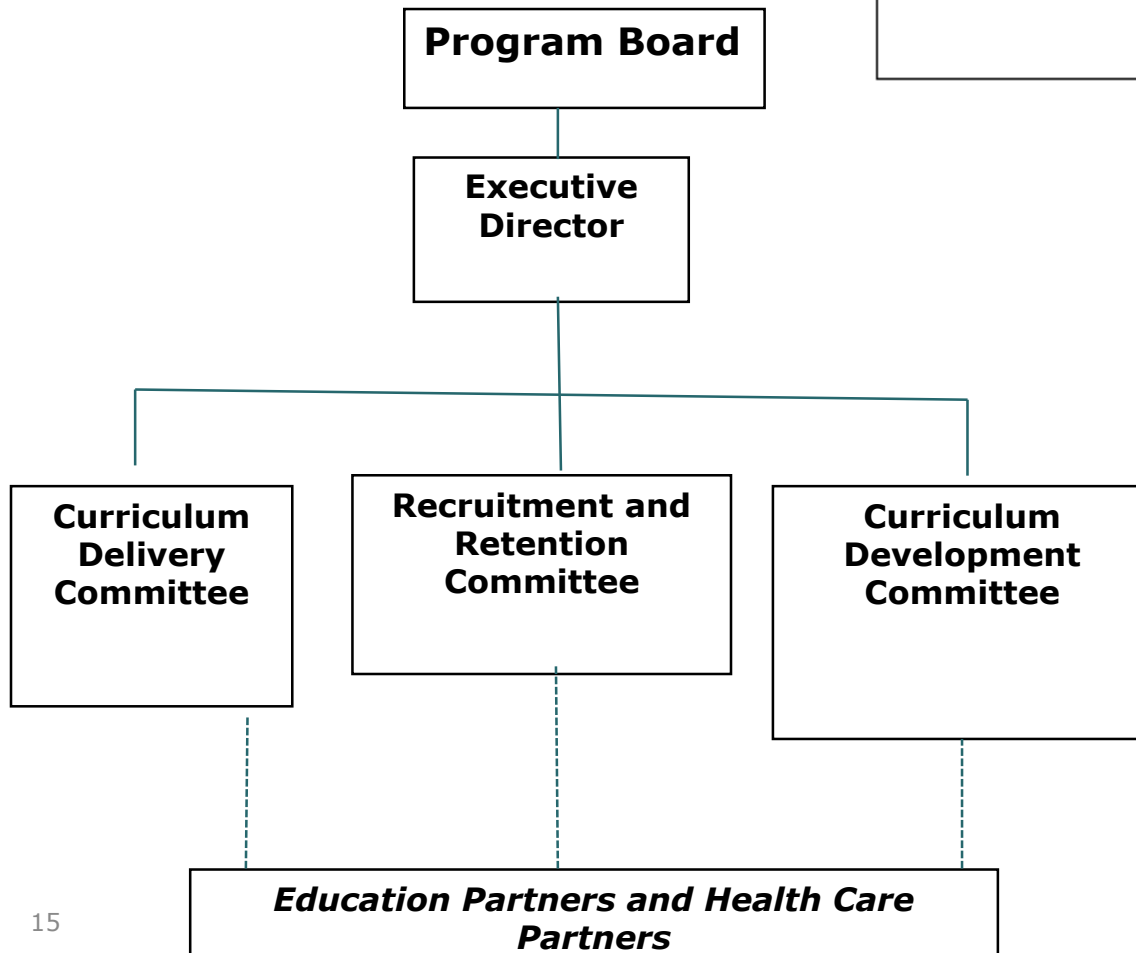 Program Board
Executive
Director
Curriculum
Delivery
Committee
Recruitment and
Retention
Committee
Curriculum
Development
Committee
Education Partners and Health Care
Partners
15